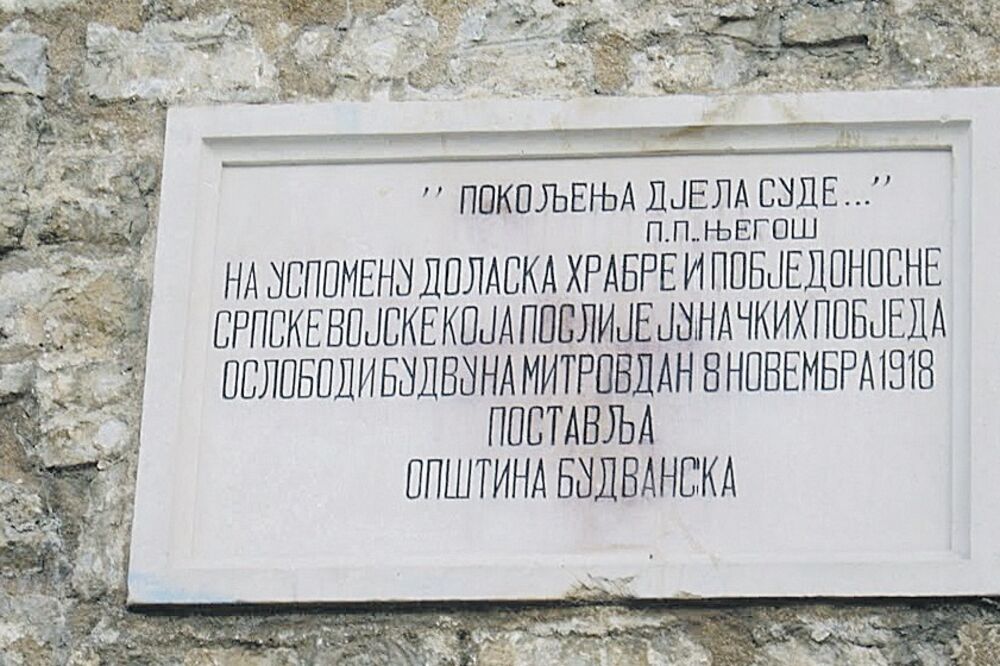 " ПОКОЉЕЊА ДЈЕЛА СУДЕ..."
П.П. ЊЕГОШ
НА УСПОМЕНУ ДОЛАСКА ХРАБРЕ И ПОБЈЕДОНОСНЕ
СРПСКЕ ВОЈСКЕ КОЈА ПОСЛИЈЕ ЈУНАЧКИХ ПОБЈЕДА
ОСЛОБОДИ БУДВУ НА МИТРОВДАН 8 НОВЕМБРА 1918
ПОСТАВЉА
ОПШТИНА БУДВАНСКА